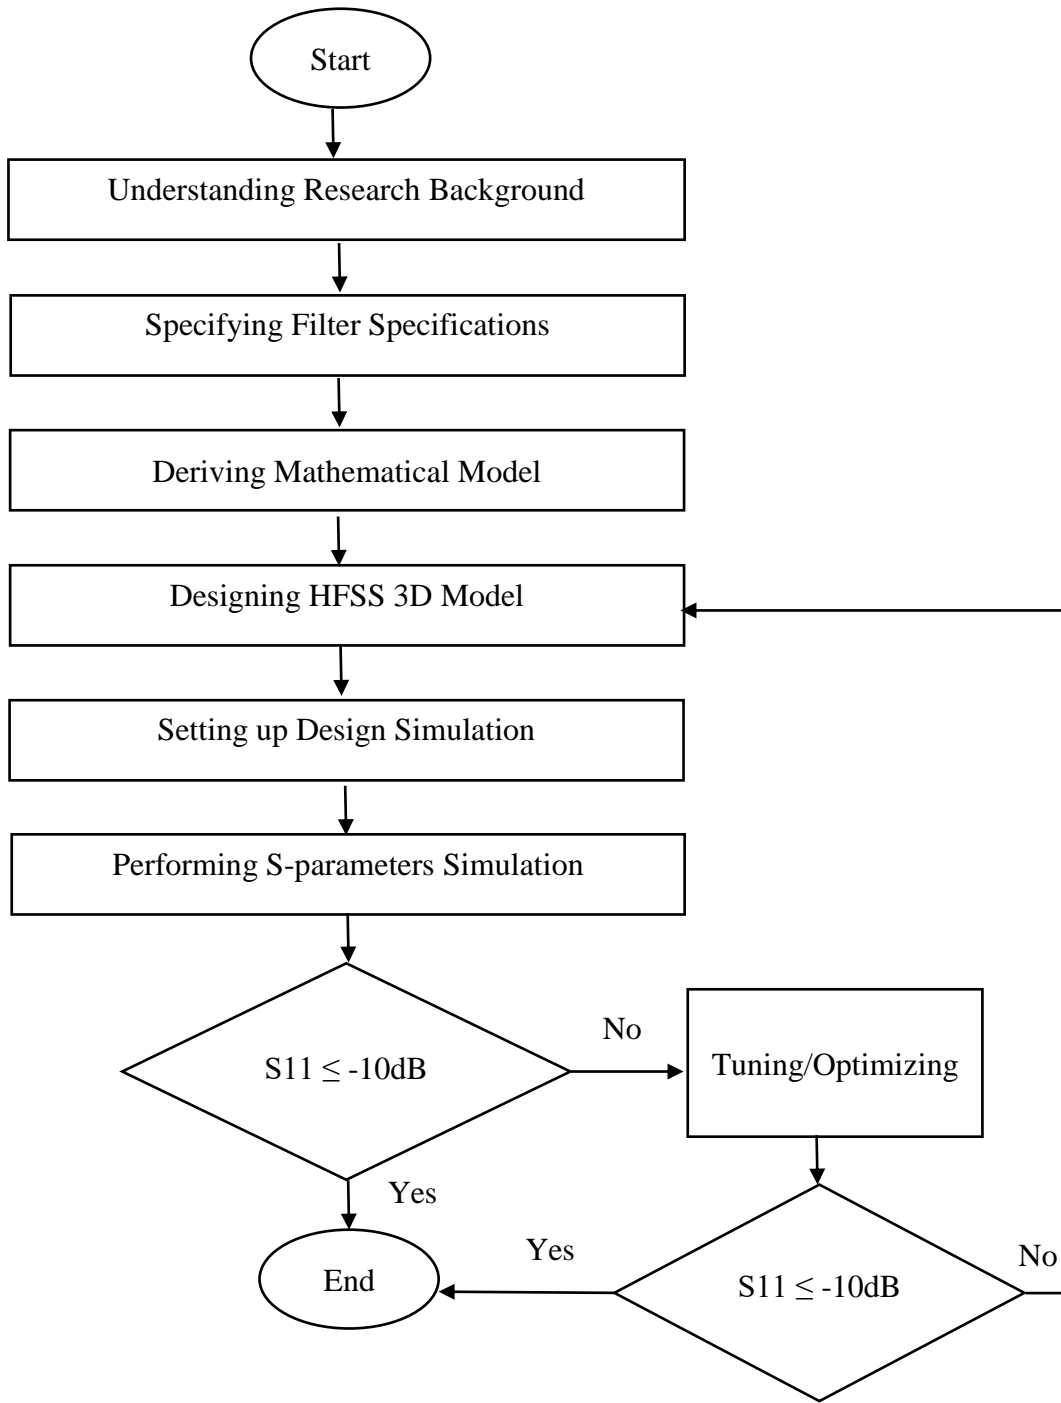 Start
Understanding Research Background
Specifying Filter Specifications
Deriving Mathematical Model
Designing HFSS 3D Model
Setting up Design Simulation
Performing S-parameters Simulation
S11 ≤ -10dB
No
Tuning/Optimizing
Yes
End
Yes
S11 ≤ -10dB
No